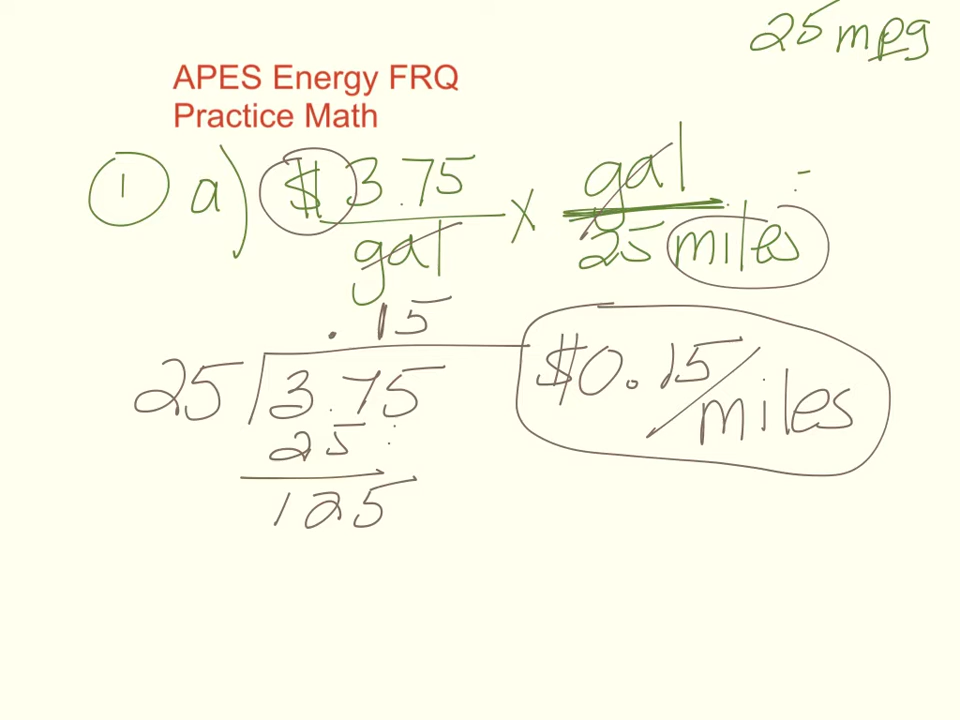 25 mpg
APES Energy FRQ
Practice Math
1 a) $3.75 × gal
gal 25 miles
.15
25 3.75 $0.15/miles
25
125